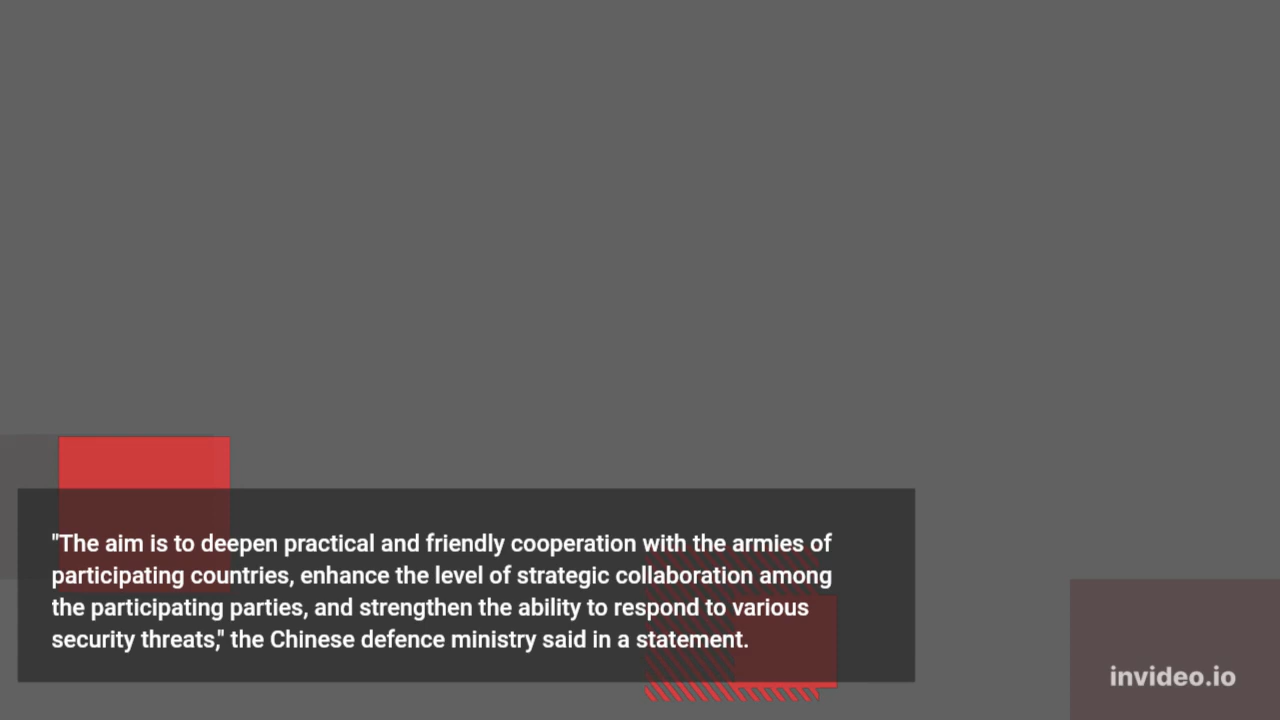 "The aim is to deepen practical and friendly cooperation with the armies of
participating countries, enhance the level of strategic collaboration among
the participating parties, and strengthen the ability to respond to various
security threats," the Chinese defence ministry said in a statement.
invideo.io